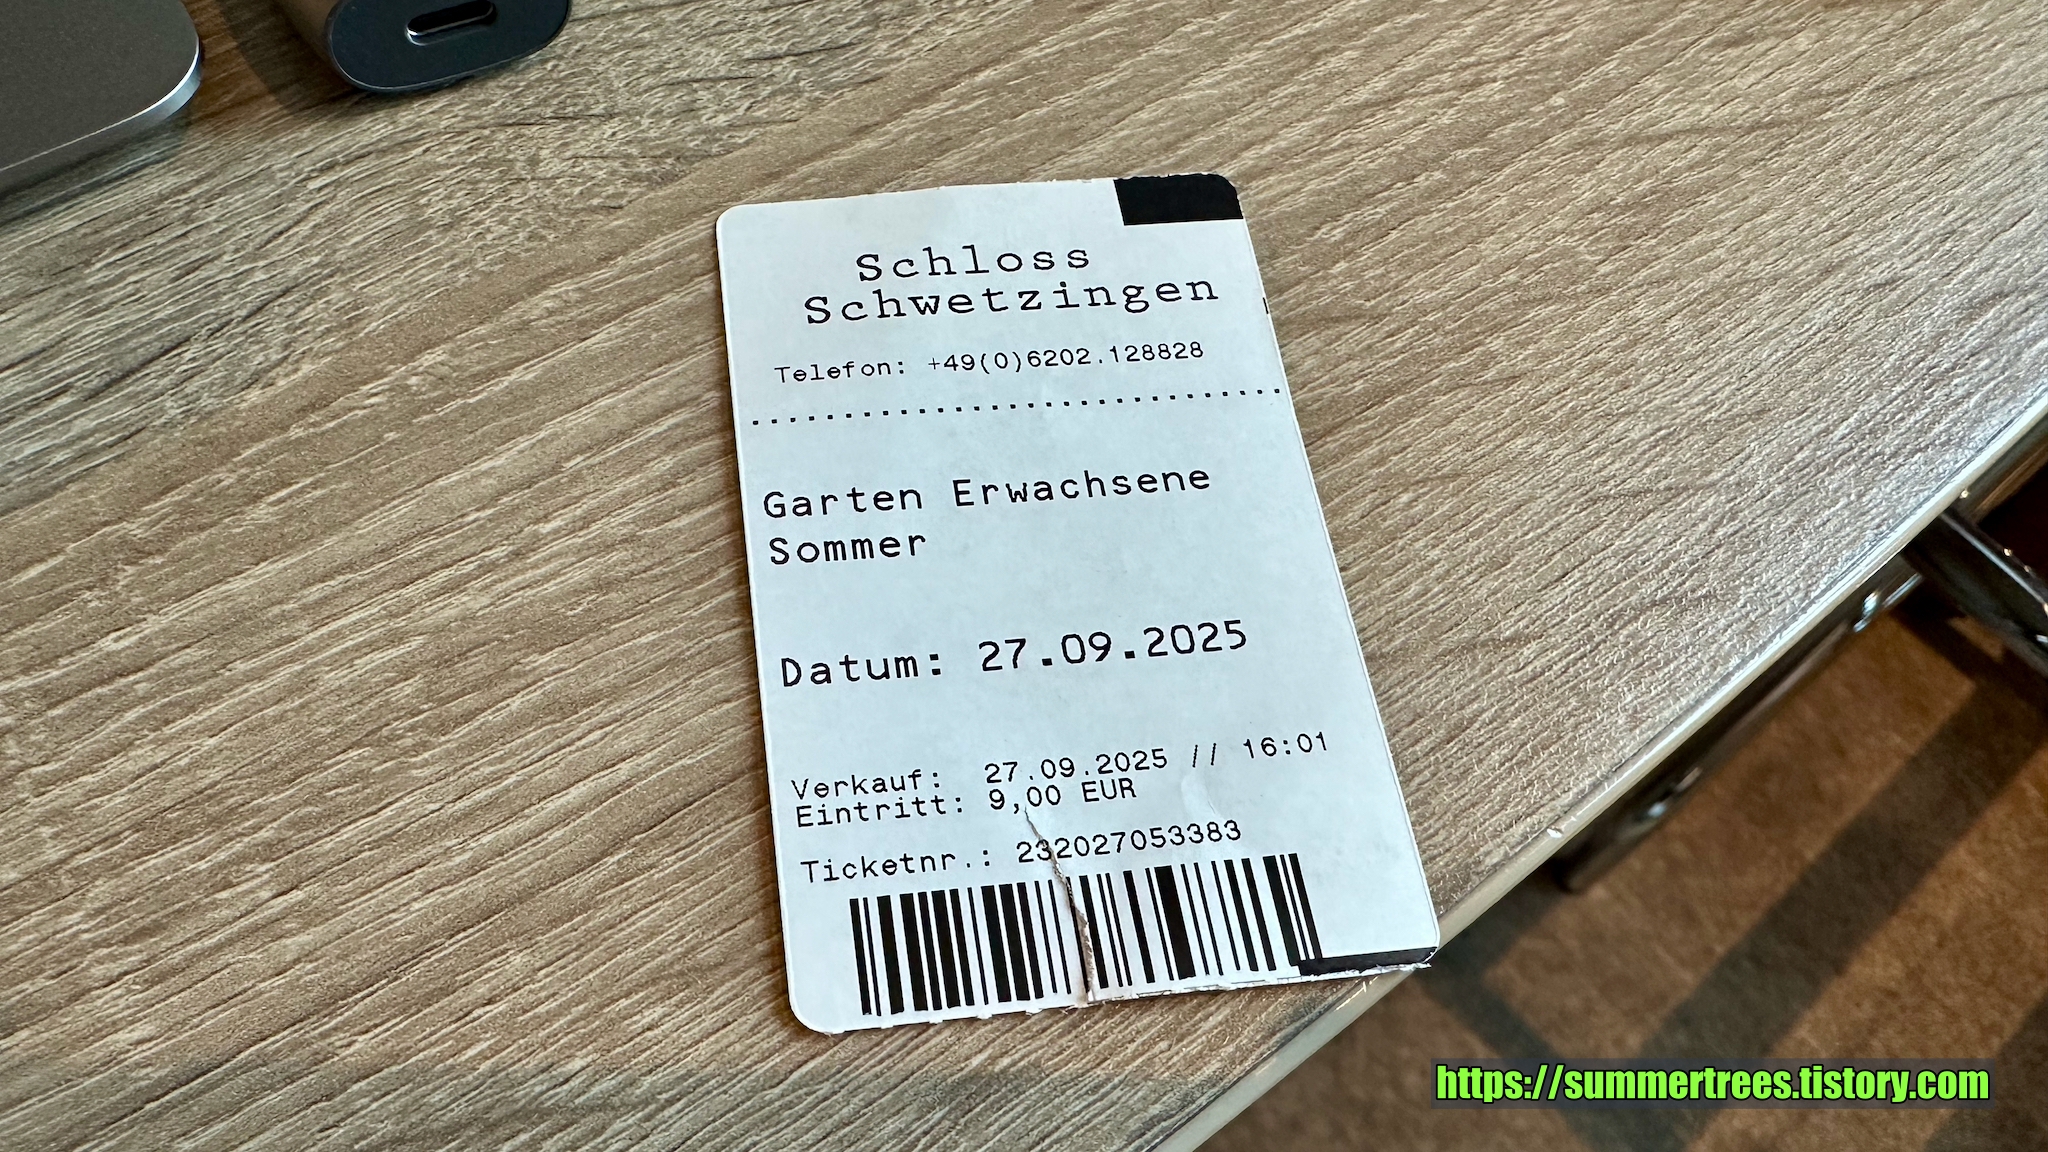 Schloss
Schwetzingen
Telefon: +49(0)6202.128828
Garten Erwachsene
Sommer
Datum: 27.09.2025
Verkauf: 27.09.2025 // 16:01
Eintritt: 9,00 EUR
Ticketnr.: 232027053383
https://summertrees.tistory.com